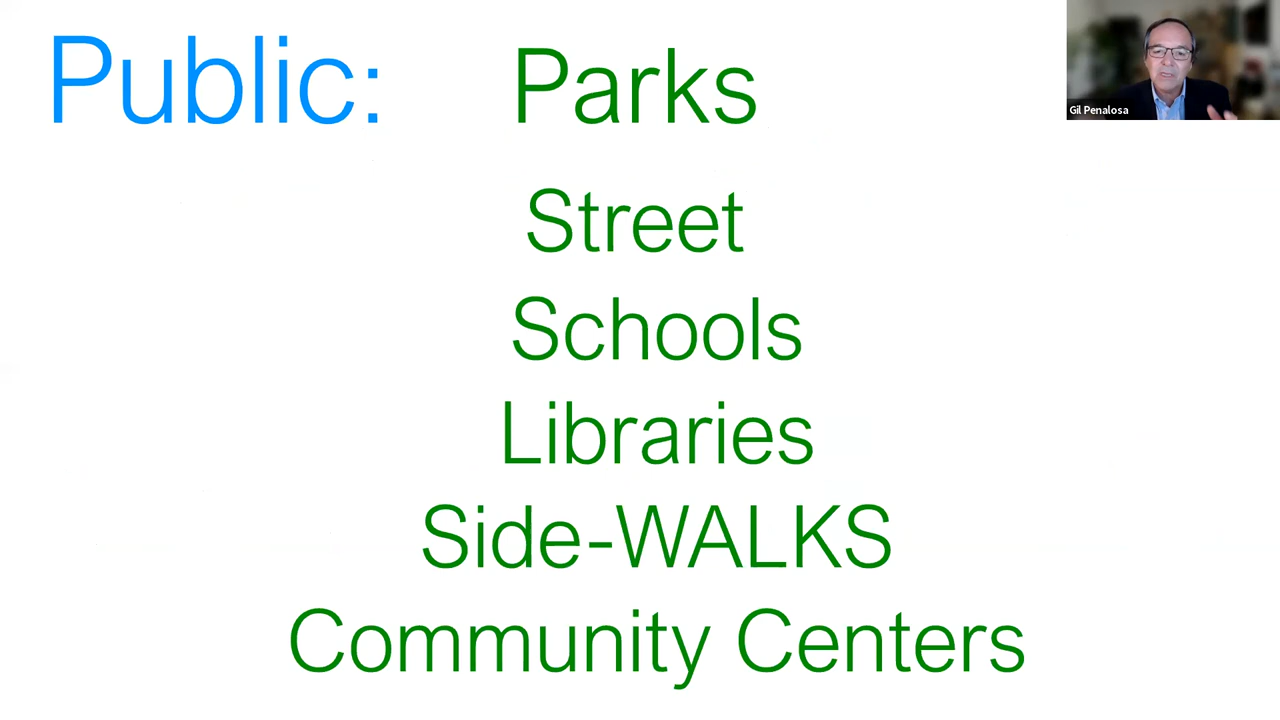 Public: Parks
Gil Penalosa
Street
Schools
Libraries
Side-WALKS
Community Centers